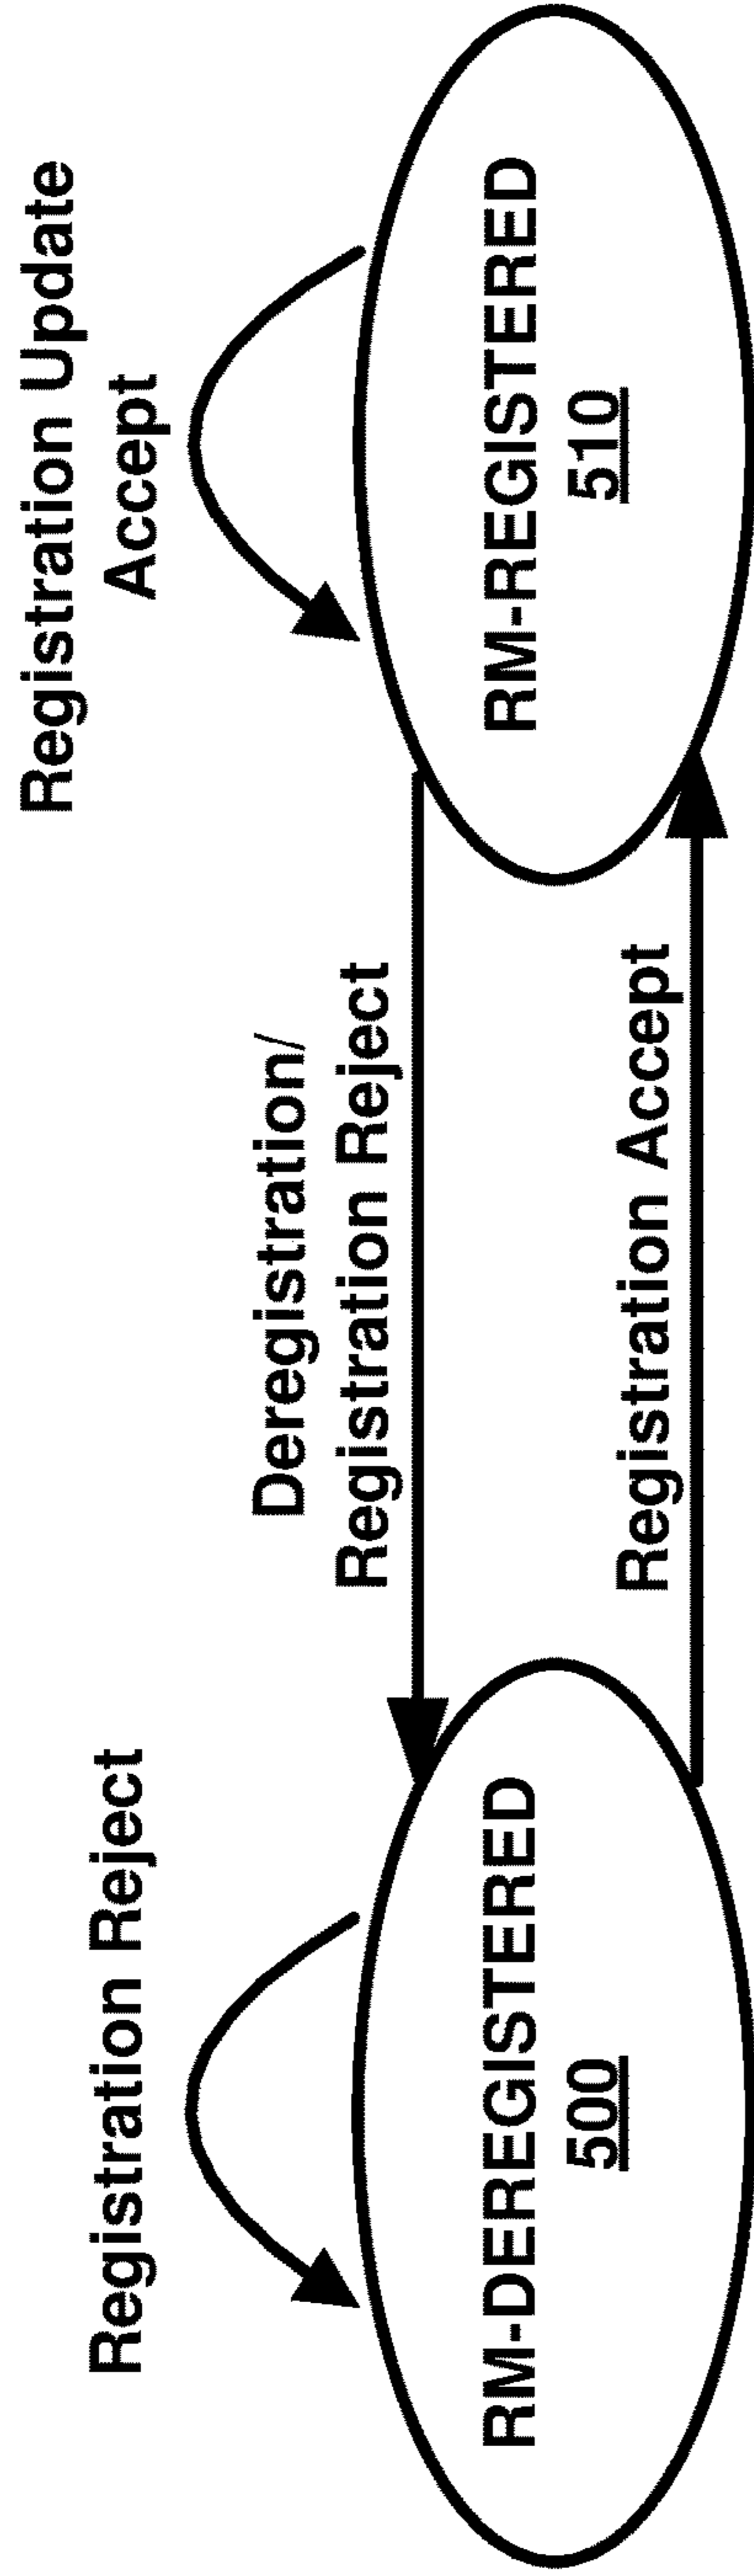 Registration Reject
RM-DEREGISTERED
500
Deregistration/
Registration Reject
Registration Accept
Registration Update
Accept
RM-REGISTERED
510